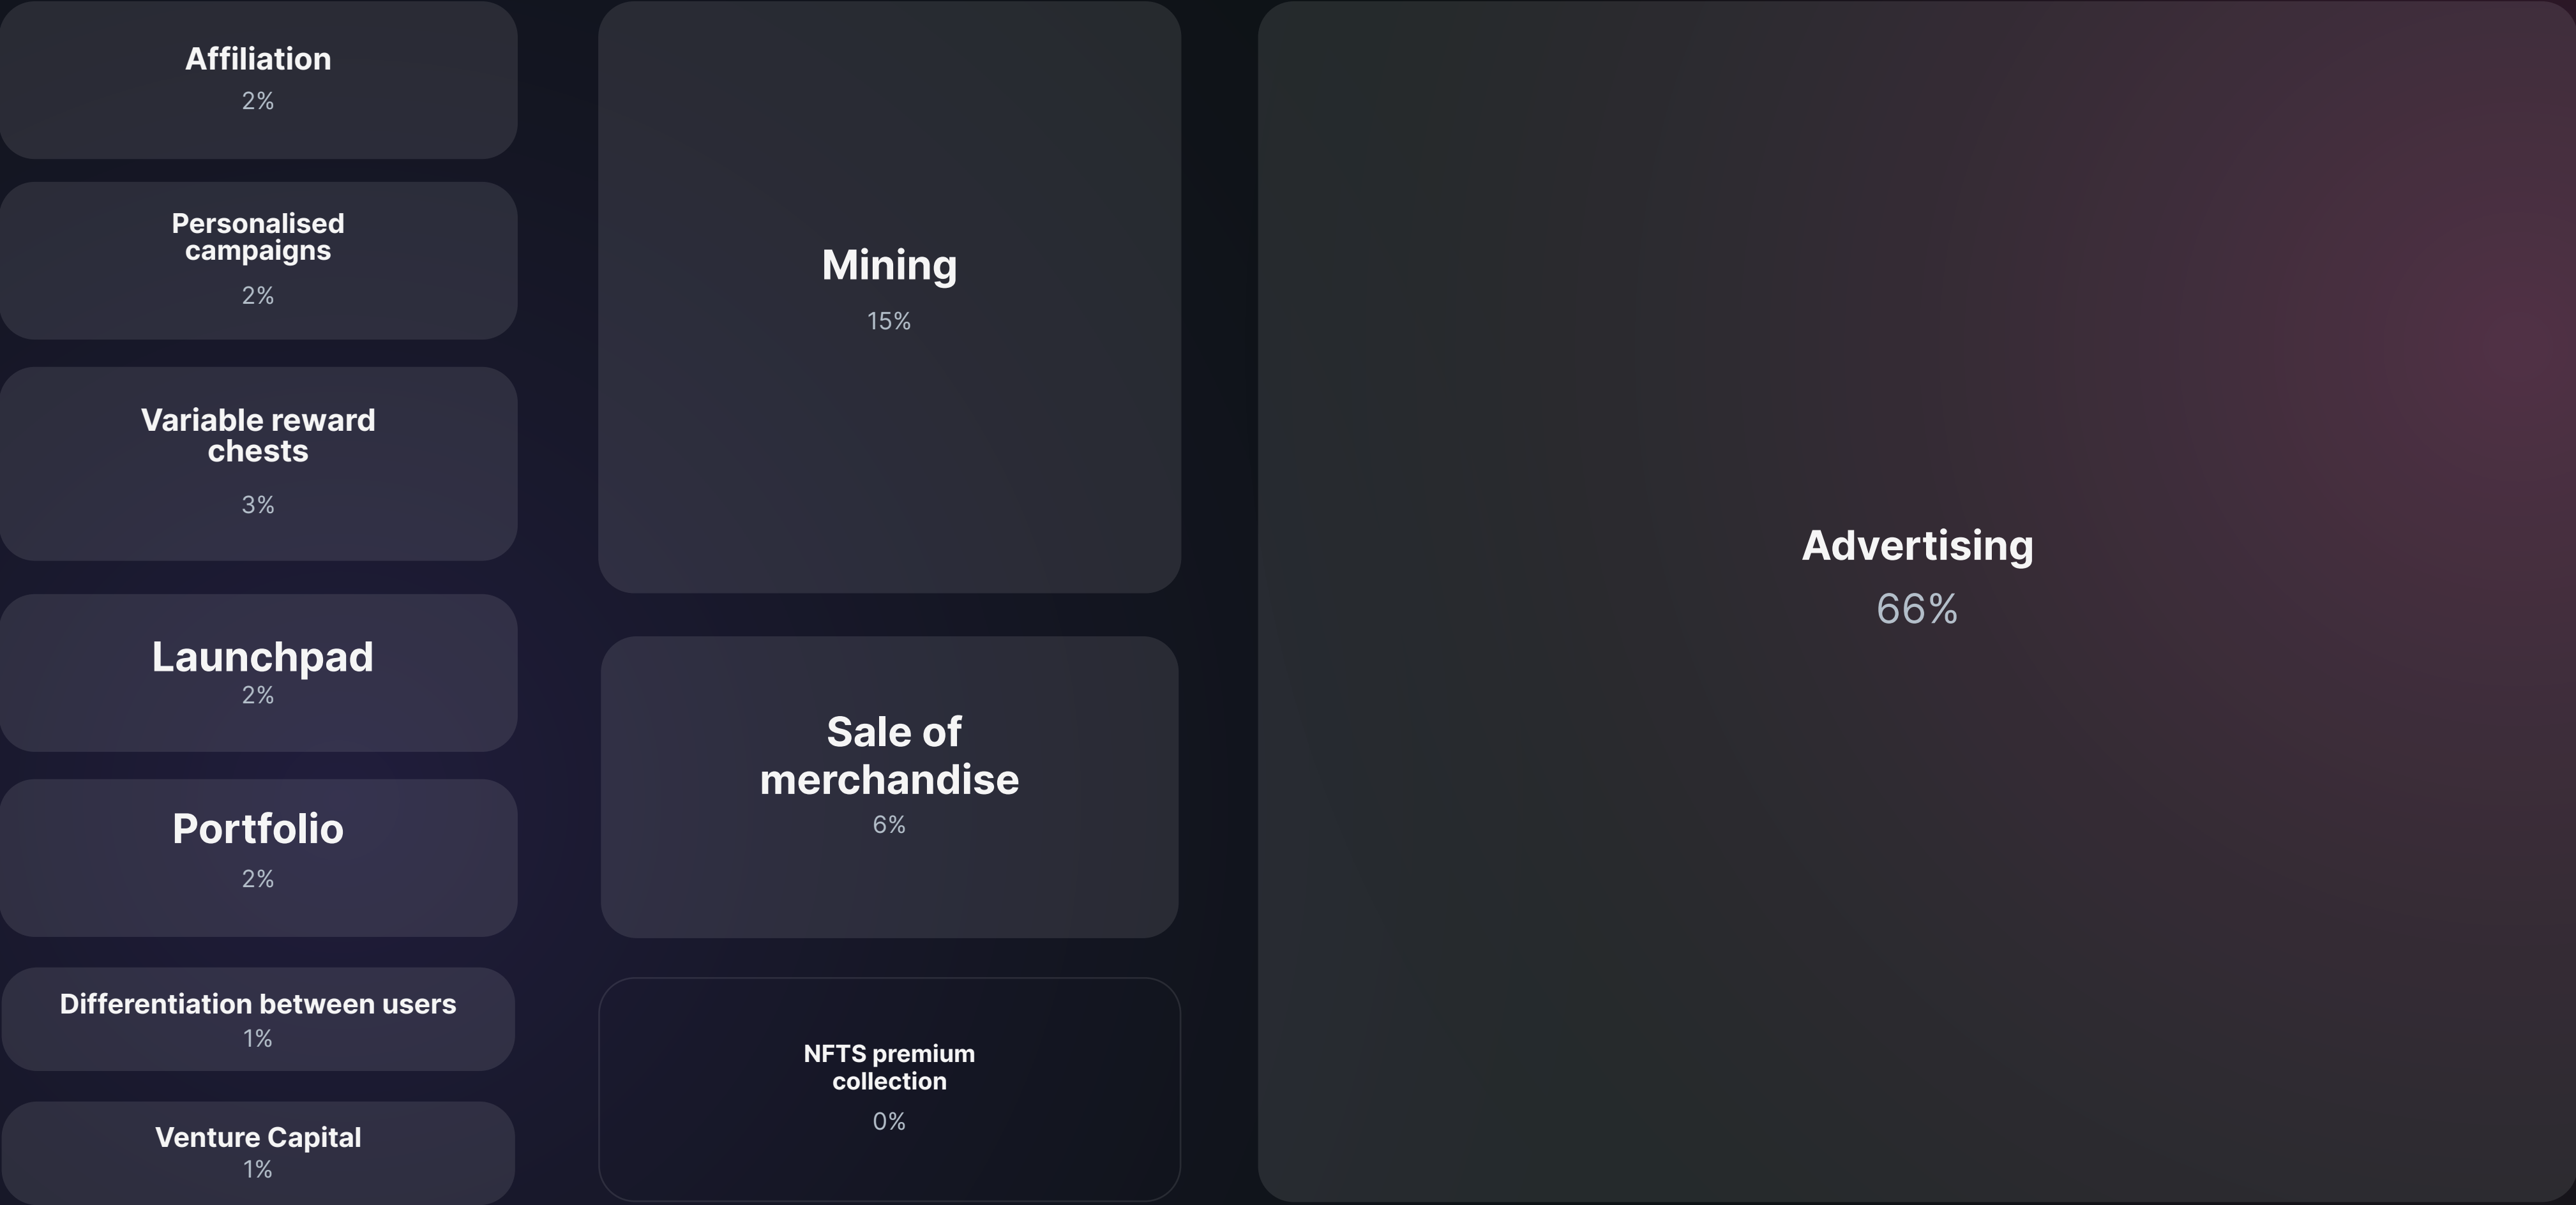 Affiliation
2%
Personalised
campaigns
2%
Variable reward
chests
3%
Launchpad
2%
Portfolio
2%
Differentiation between users
1%
Venture Capital
1%
Mining
15%
Sale of
merchandise
6%
NFTS premium
collection
0%
Advertising
66%